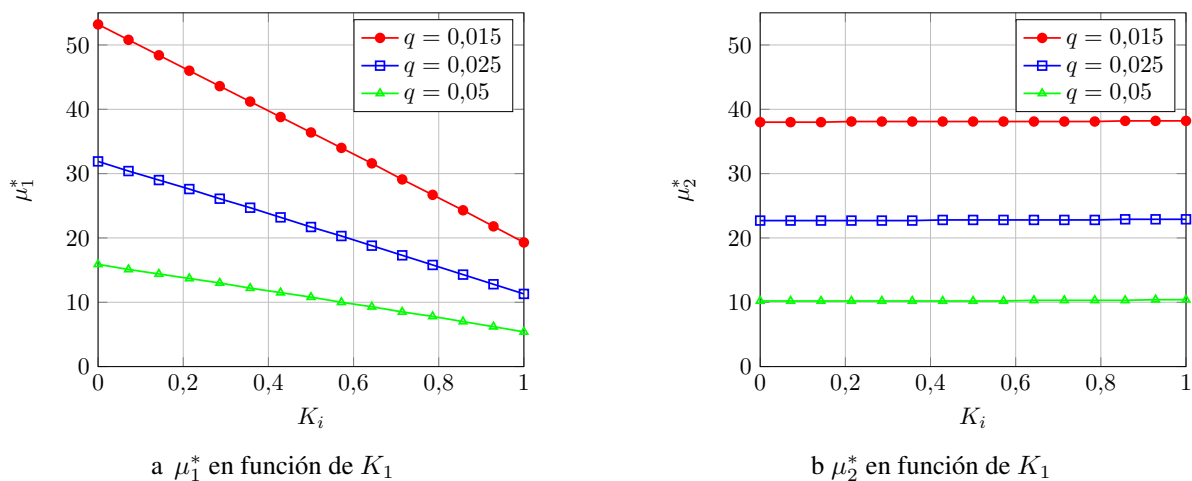 50
40
30
20
10
0
μ₁*
0 0,2 0,4 0,6 0,8 1
K_i
q = 0,015
q = 0,025
q = 0,05
a μ₁* en función de K₁
50
40
30
20
10
0
μ₂*
0 0,2 0,4 0,6 0,8 1
K_i
q = 0,015
q = 0,025
q = 0,05
b μ₂* en función de K₁